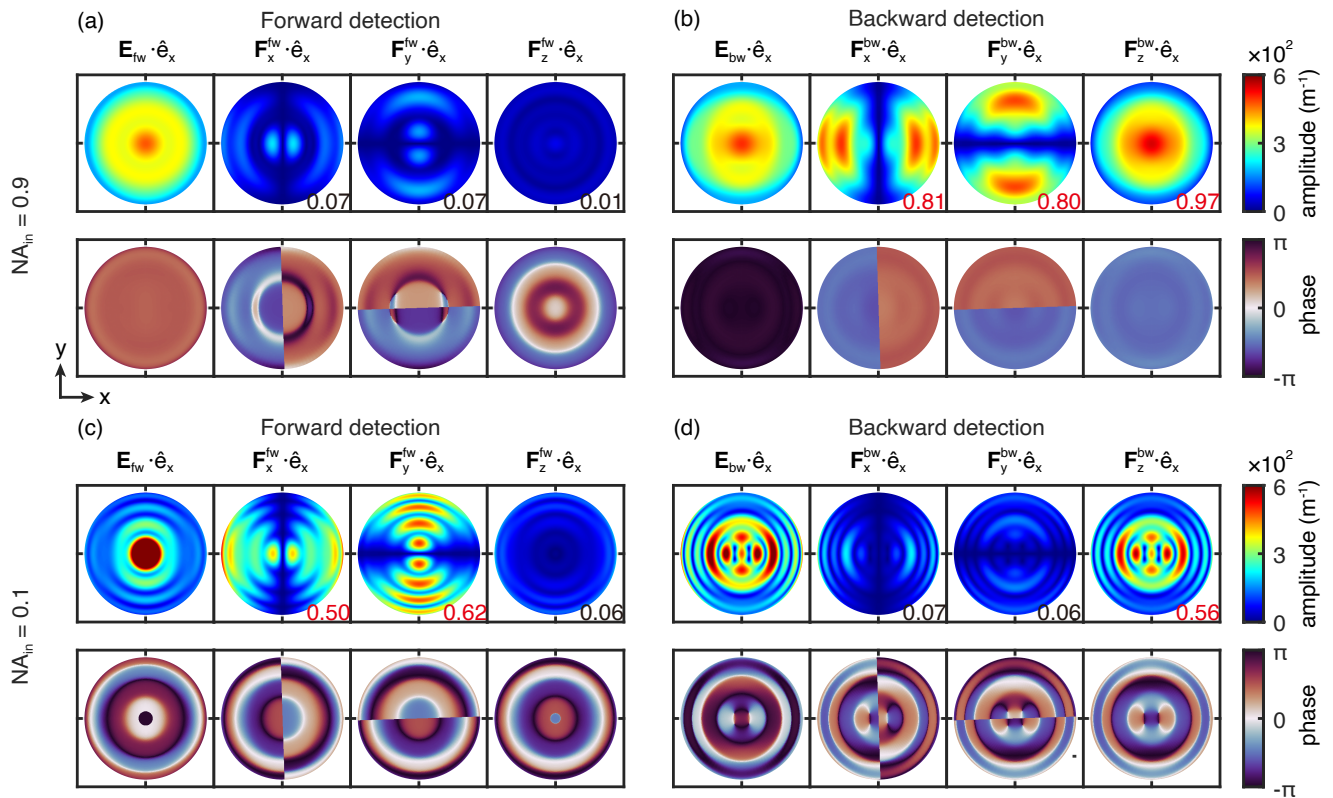 (a) Forward detection
E_fw·ê_x F_x^fw·ê_x F_y^fw·ê_x F_z^fw·ê_x
0.07 0.07 0.01
NA_in = 0.9
y
x
(b) Backward detection
E_bw·ê_x F_x^bw·ê_x F_y^bw·ê_x F_z^bw·ê_x
0.81 0.80 0.97
×10²
6
3
0
amplitude (m⁻¹)
π
0
-π
phase
(c) Forward detection
E_fw·ê_x F_x^fw·ê_x F_y^fw·ê_x F_z^fw·ê_x
0.50 0.62 0.06
NA_in = 0.1
(d) Backward detection
E_bw·ê_x F_x^bw·ê_x F_y^bw·ê_x F_z^bw·ê_x
0.07 0.06 0.56
×10²
6
3
0
amplitude (m⁻¹)
π
0
-π
phase